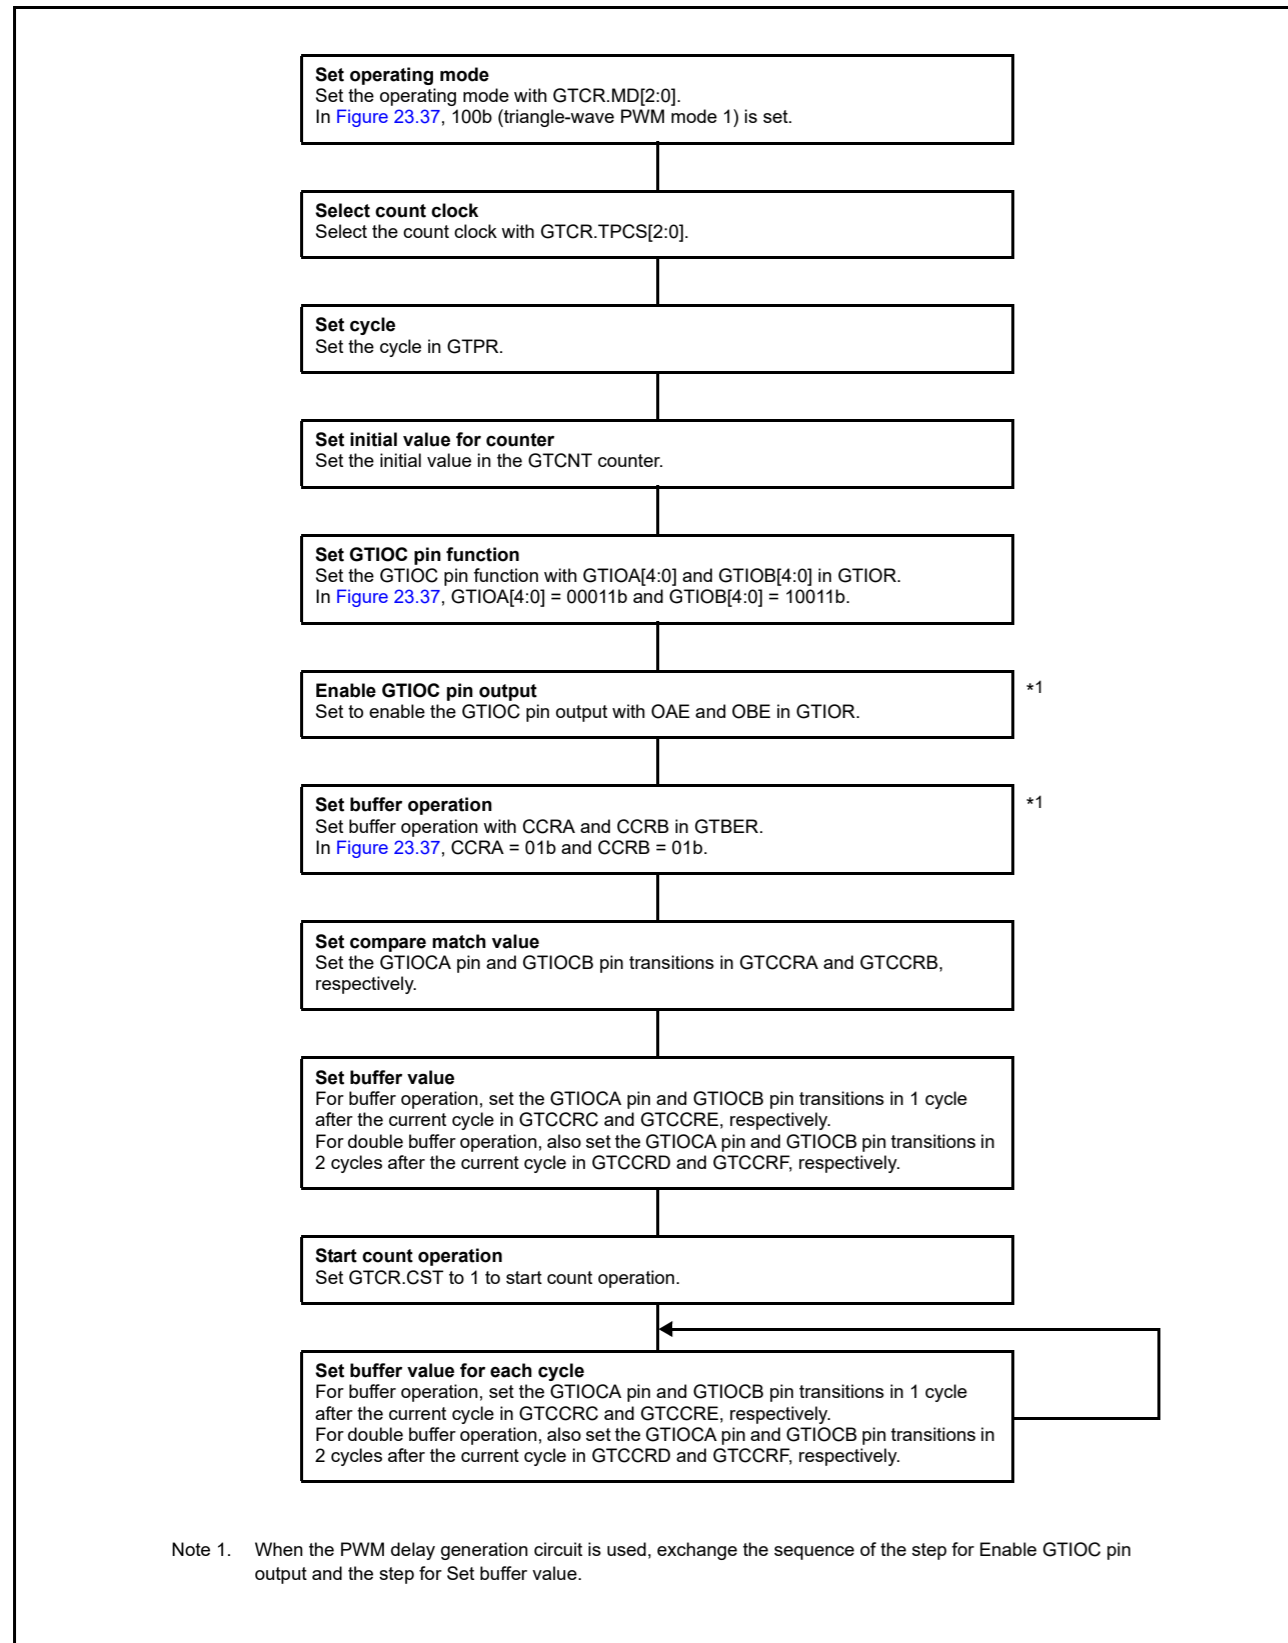 Set operating mode
Set the operating mode with GTCR.MD[2:0].
In Figure 23.37, 100b (triangle-wave PWM mode 1) is set.
Select count clock
Select the count clock with GTCR.TPCS[2:0].
Set cycle
Set the cycle in GTPR.
Set initial value for counter
Set the initial value in the GTCNT counter.
Set GTIOC pin function
Set the GTIOC pin function with GTIOA[4:0] and GTIOB[4:0] in GTIOR.
In Figure 23.37, GTIOA[4:0] = 00011b and GTIOB[4:0] = 10011b.
Enable GTIOC pin output
Set to enable the GTIOC pin output with OAE and OBE in GTIOR.
*1
Set buffer operation
Set buffer operation with CCRA and CCRB in GTBER.
In Figure 23.37, CCRA = 01b and CCRB = 01b.
*1
Set compare match value
Set the GTIOCA pin and GTIOCB pin transitions in GTCCRA and GTCCRB,
respectively.
Set buffer value
For buffer operation, set the GTIOCA pin and GTIOCB pin transitions in 1 cycle
after the current cycle in GTCCRC and GTCCRE, respectively.
For double buffer operation, also set the GTIOCA pin and GTIOCB pin transitions in
2 cycles after the current cycle in GTCCRD and GTCCRF, respectively.
Start count operation
Set GTCR.CST to 1 to start count operation.
Set buffer value for each cycle
For buffer operation, set the GTIOCA pin and GTIOCB pin transitions in 1 cycle
after the current cycle in GTCCRC and GTCCRE, respectively.
For double buffer operation, also set the GTIOCA pin and GTIOCB pin transitions in
2 cycles after the current cycle in GTCCRD and GTCCRF, respectively.
Note 1. When the PWM delay generation circuit is used, exchange the sequence of the step for Enable GTIOC pin
output and the step for Set buffer value.